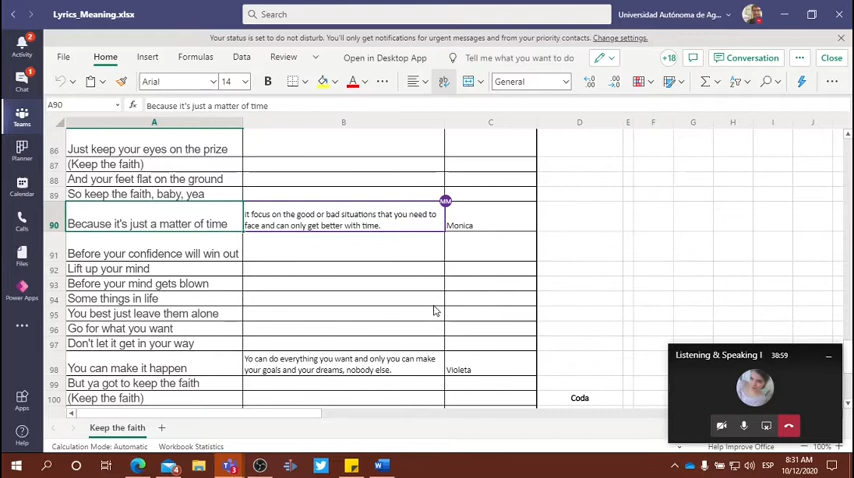 Lyrics_Meaning.xlsx
Search
Universidad Autónoma de Ag...
Your status is set to do not disturb. You'll only get notifications for urgent messages and from your priority contacts. Change settings.
File Home Insert Formulas Data Review Open in Desktop App Tell me what you want to do +18 Conversation Close
Arial 14 B A ab General
A90 fx Because it's just a matter of time
A B C D E F G H I J
86 Just keep your eyes on the prize
87 (Keep the faith)
88 And your feet flat on the ground
89 So keep the faith, baby, yea
MM
90 Because it's just a matter of time
it focus on the good or bad situations that you need to
face and can only get better with time.
Monica
91 Before your confidence will win out
92 Lift up your mind
93 Before your mind gets blown
94 Some things in life
95 You best just leave them alone
96 Go for what you want
97 Don't let it get in your way
98 You can make it happen
Yo can do everything you want and only you can make
your goals and your dreams, nobody else.
Violeta
99 But ya got to keep the faith
100 (Keep the faith)
Coda
2
Activity
1
Chat
Teams
Planner
Calendar
Calls
Files
Power Apps
Apps
Help
Listening & Speaking I 38:59
Keep the faith
Calculation Mode: Automatic Workbook Statistics
Help Improve Office 100%
4
ESP
8:31 AM
10/12/2020